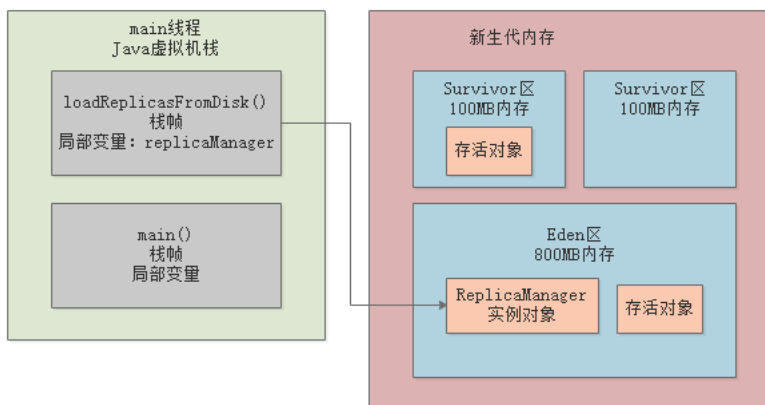 main线程
Java虚拟机栈
loadReplicasFromDisk()
栈帧
局部变量: replicaManager
main()
栈帧
局部变量
新生代内存
Survivor区
100MB内存
存活对象
Survivor区
100MB内存
Eden区
800MB内存
ReplicaManager
实例对象
存活对象